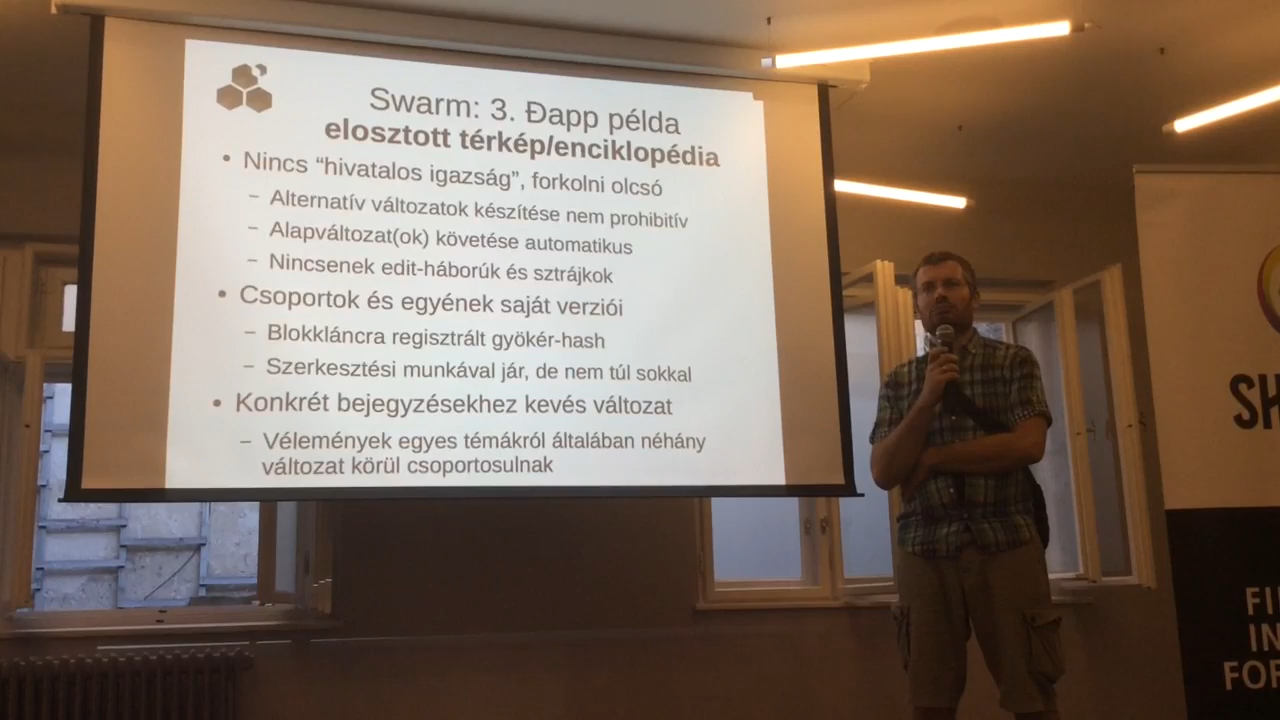 Swarm: 3. Đapp példa
elosztott térkép/enciklopédia
• Nincs “hivatalos igazság”, forkolni olcsó
– Alternatív változatok készítése nem prohibitív
– Alapváltozat(ok) követése automatikus
– Nincsenek edit-háborúk és sztrájkok
• Csoportok és egyének saját verziói
– Blokkláncra regisztrált gyökér-hash
– Szerkesztési munkával jár, de nem túl sokkal
• Konkrét bejegyzésekhez kevés változat
– Vélemények egyes témákról általában néhány
változat körül csoportosulnak
SH
FI
IN
FOR